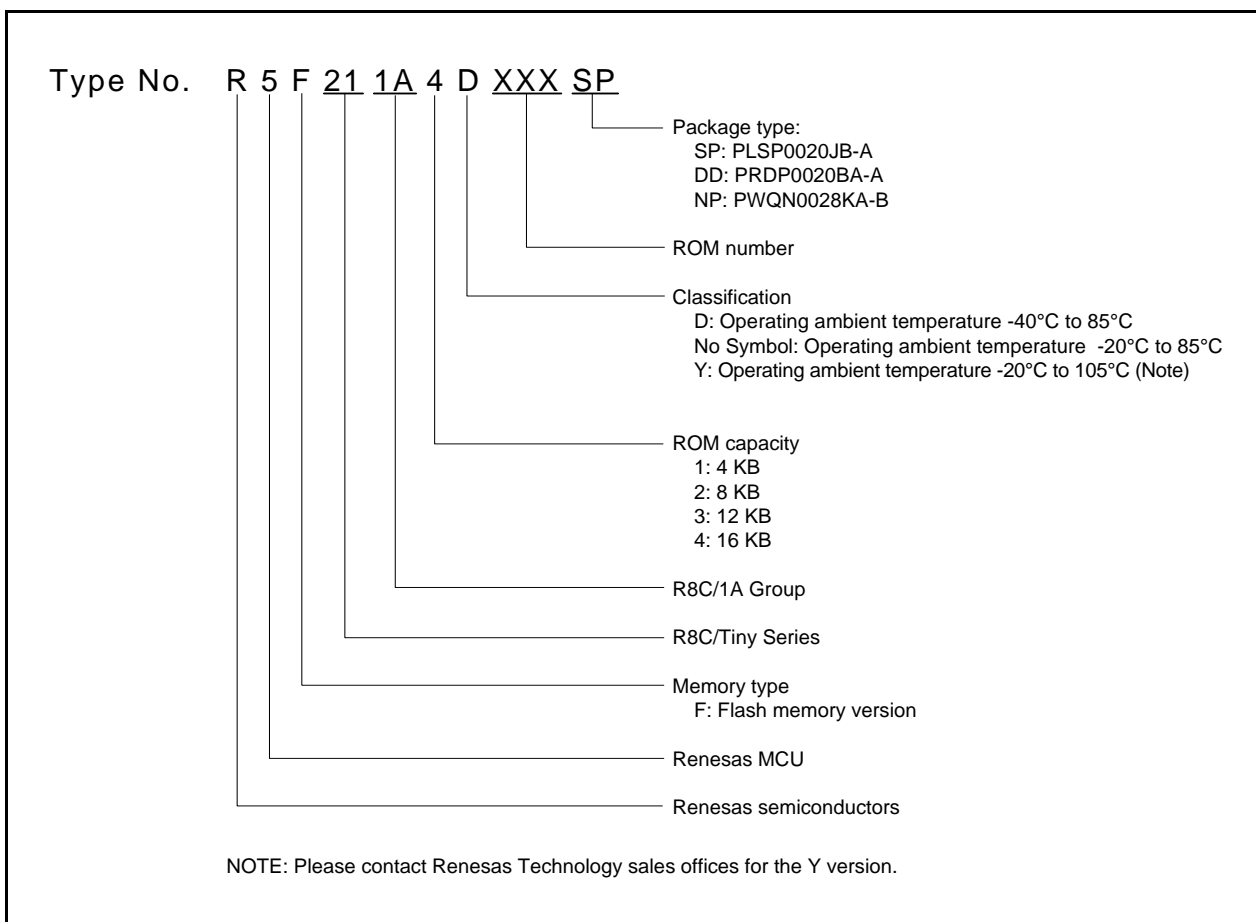 Type No. R 5 F 21 1A 4 D XXX SP
Package type:
SP: PLSP0020JB-A
DD: PRDP0020BA-A
NP: PWQN0028KA-B
ROM number
Classification
D: Operating ambient temperature -40°C to 85°C
No Symbol: Operating ambient temperature -20°C to 85°C
Y: Operating ambient temperature -20°C to 105°C (Note)
ROM capacity
1: 4 KB
2: 8 KB
3: 12 KB
4: 16 KB
R8C/1A Group
R8C/Tiny Series
Memory type
F: Flash memory version
Renesas MCU
Renesas semiconductors
NOTE: Please contact Renesas Technology sales offices for the Y version.